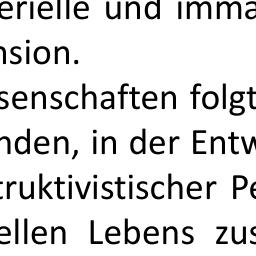 erielle und imma
nsion.
senschaften folgt
nden, in der Entw
truktivistischer Pe
ellen Lebens zus